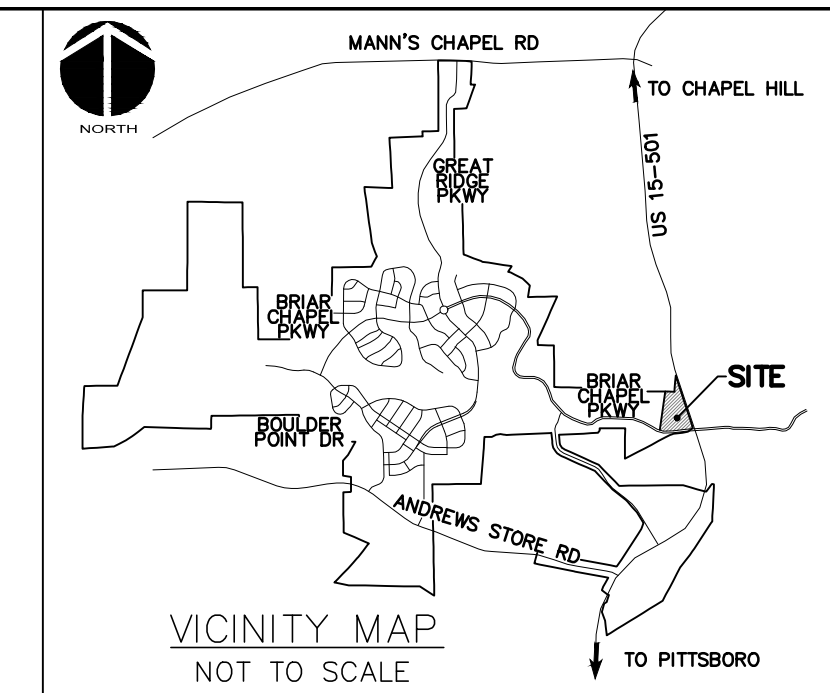 MANN'S CHAPEL RD
TO CHAPEL HILL
NORTH
US 15-501
GREAT
RIDGE
PKWY
BRIAR
CHAPEL
PKWY
SITE
BRIAR
CHAPEL
PKWY
BOULDER
POINT DR
ANDREWS STORE RD
VICINITY MAP
NOT TO SCALE
TO PITTSBORO